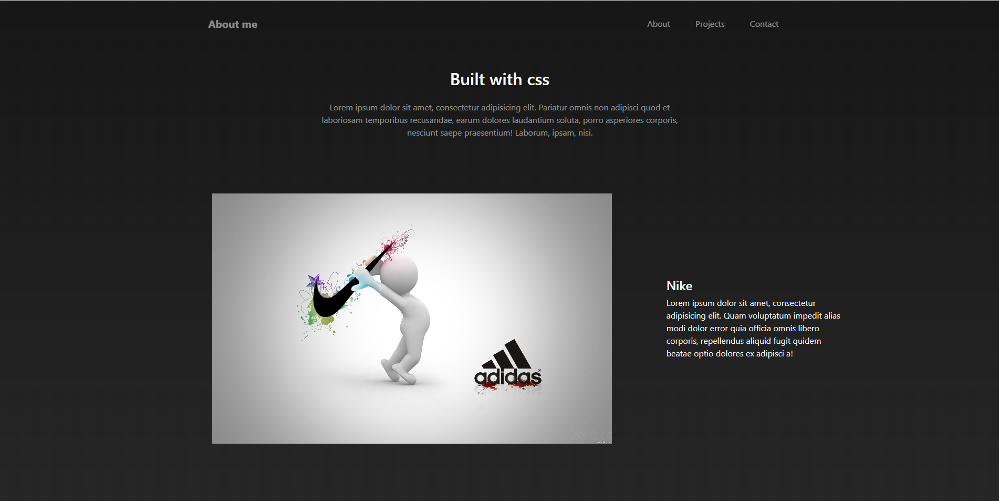 About me
About Projects Contact
Built with css
Lorem ipsum dolor sit amet, consectetur adipisicing elit. Pariatur omnis non adipisci quod et
laboriosam temporibus recusandae, earum dolores laudantium soluta, porro asperiores corporis,
nesciunt saepe praesentium! Laborum, ipsam, nisi.
adidas®
by
Nike
Lorem ipsum dolor sit amet, consectetur
adipisicing elit. Quam voluptatum impedit alias
modi dolor error quia officia omnis libero
corporis, repellendus aliquid fugit quidem
beatae optio dolores ex adipisci a!